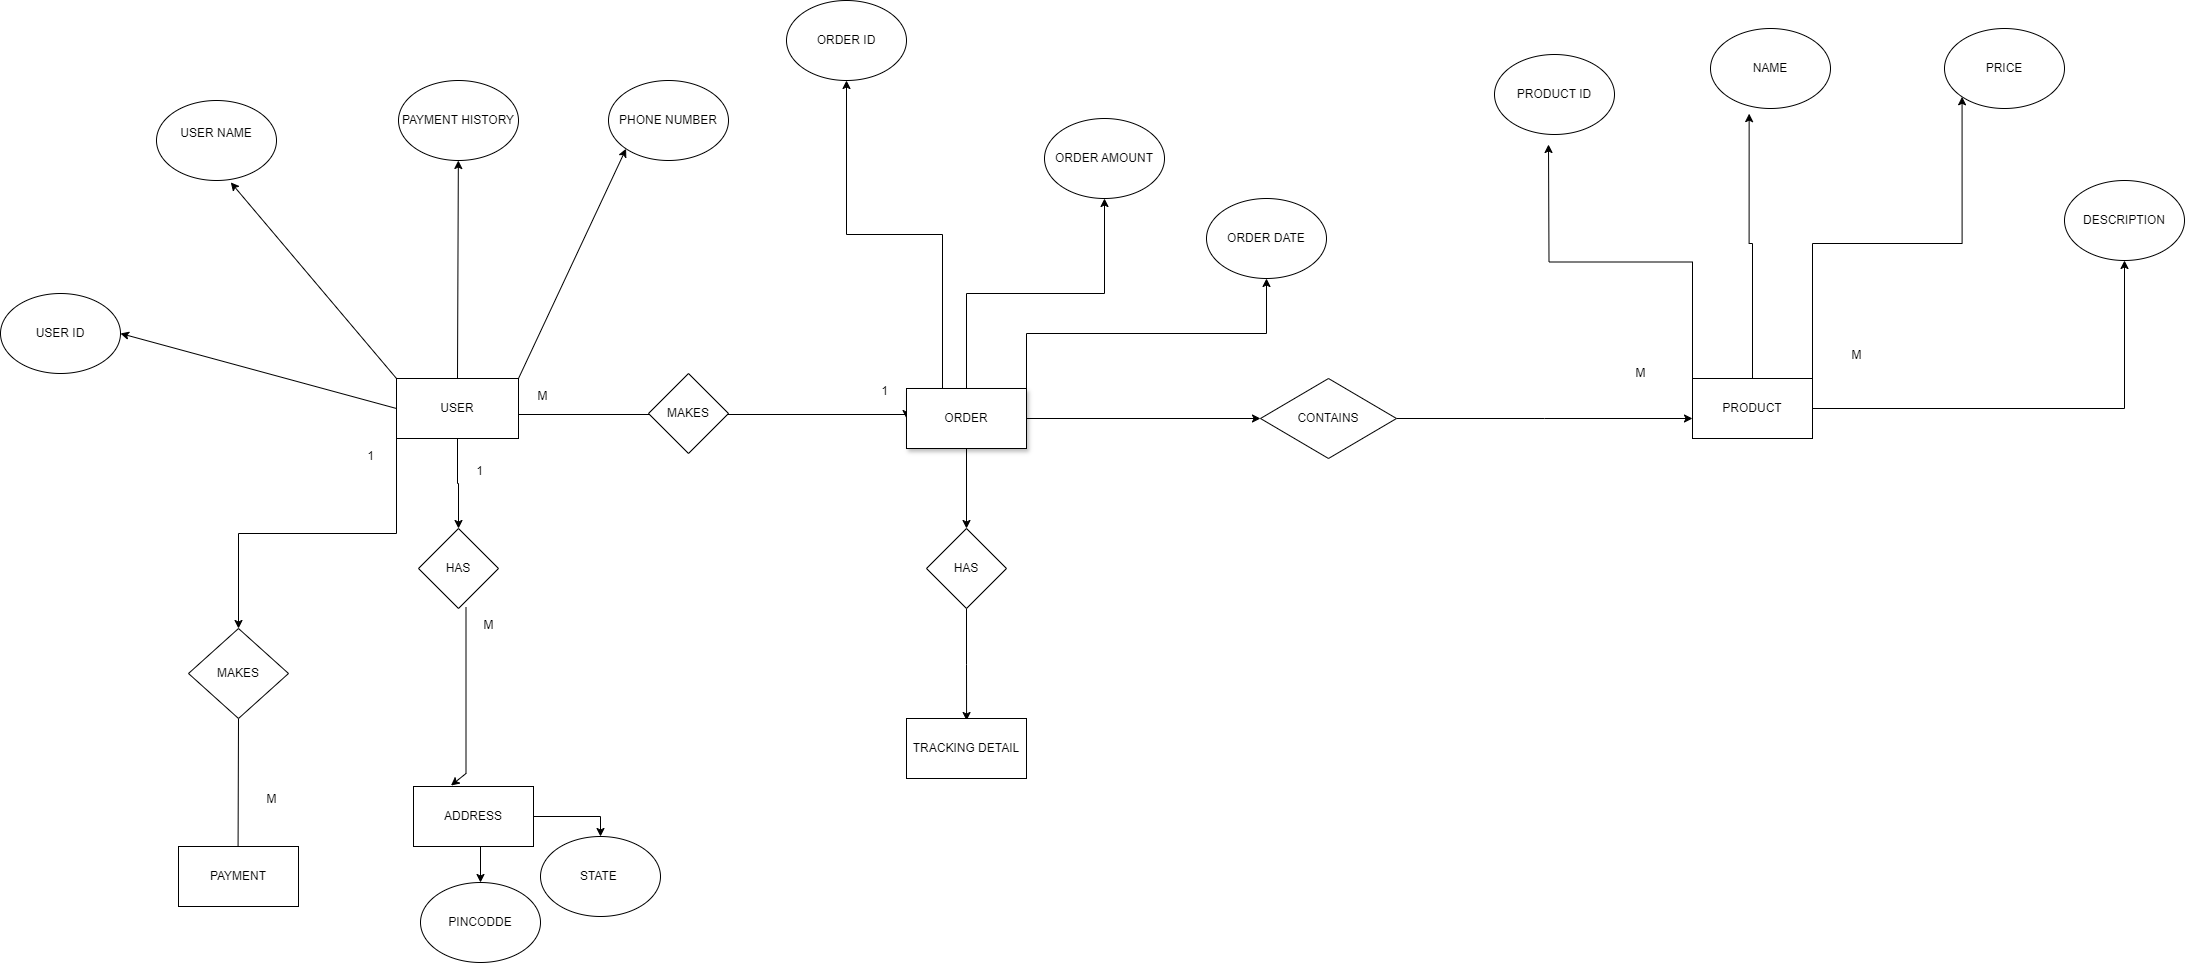 ORDER ID
NAME
PRICE
PRODUCT ID
PAYMENT HISTORY
PHONE NUMBER
USER NAME
ORDER AMOUNT
DESCRIPTION
ORDER DATE
USER ID
M
M
1
M
USER
MAKES
ORDER
CONTAINS
PRODUCT
1
1
HAS
HAS
M
MAKES
TRACKING DETAIL
M
ADDRESS
PAYMENT
STATE
PINCODDE